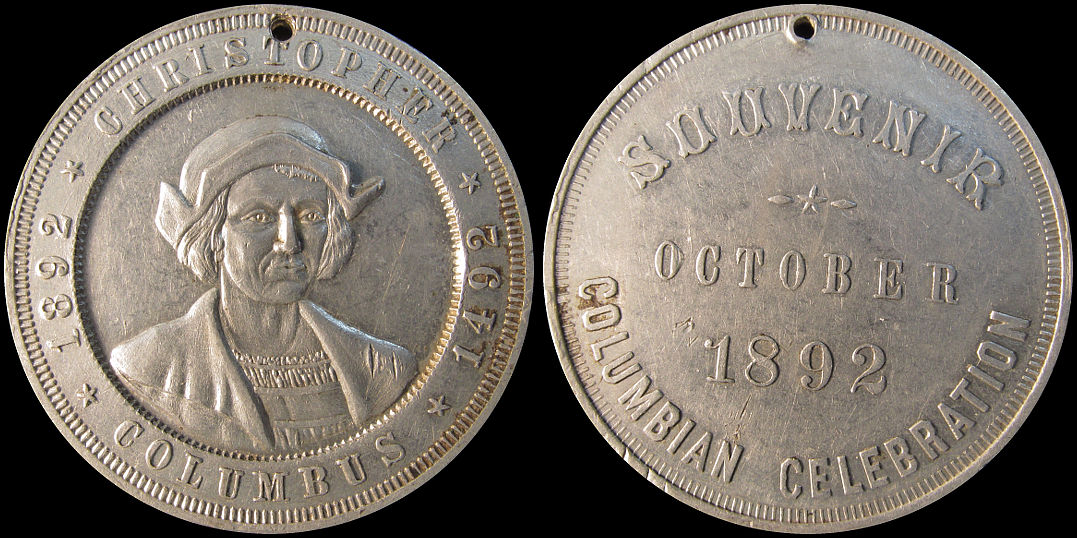 CHRISTOPHER
1892
1492
COLUMBUS
SOUVENIR
OCTOBER
1892
COLUMBIAN CELEBRATION